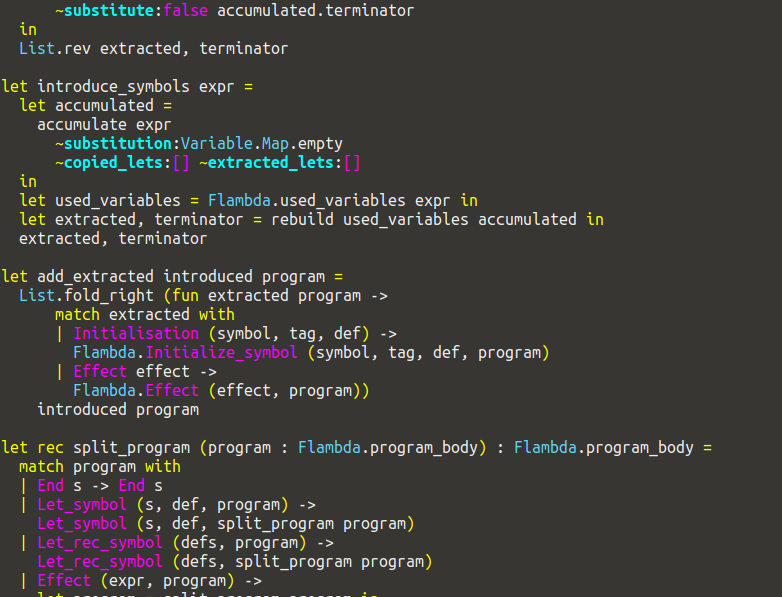 ~substitute:false accumulated.terminator
in
List.rev extracted, terminator
let introduce_symbols expr =
let accumulated =
accumulate expr
~substitution:Variable.Map.empty
~copied_lets:[] ~extracted_lets:[]
in
let used_variables = Flambda.used_variables expr in
let extracted, terminator = rebuild used_variables accumulated in
extracted, terminator
let add_extracted introduced program =
List.fold_right (fun extracted program ->
match extracted with
| Initialisation (symbol, tag, def) ->
Flambda.Initialize_symbol (symbol, tag, def, program)
| Effect effect ->
Flambda.Effect (effect, program))
introduced program
let rec split_program (program : Flambda.program_body) : Flambda.program_body =
match program with
| End s -> End s
| Let_symbol (s, def, program) ->
Let_symbol (s, def, split_program program)
| Let_rec_symbol (defs, program) ->
Let_rec_symbol (defs, split_program program)
| Effect (expr, program) ->